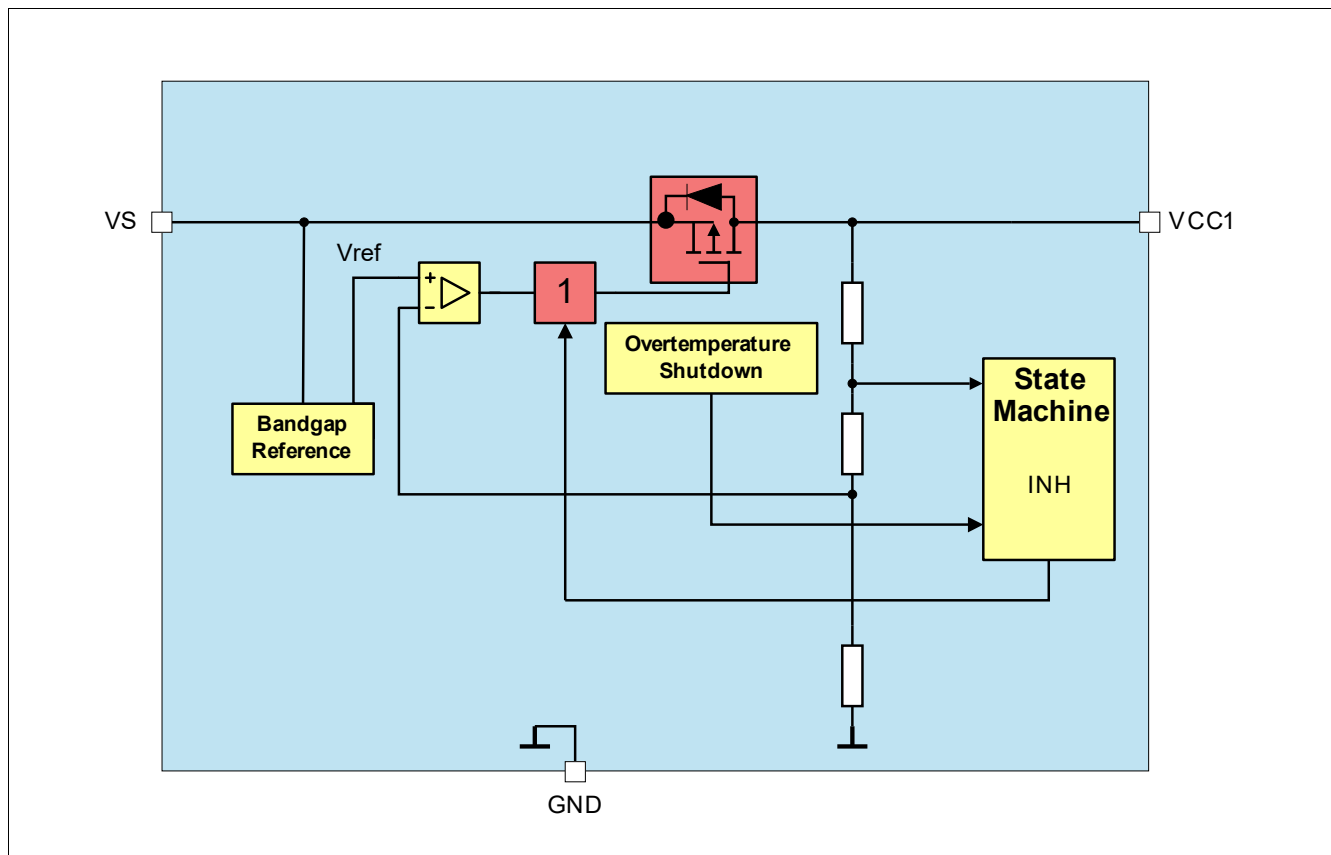 VS
VCC1
Vref
+
-
1
Overtemperature
Shutdown
State
Machine
INH
Bandgap
Reference
GND